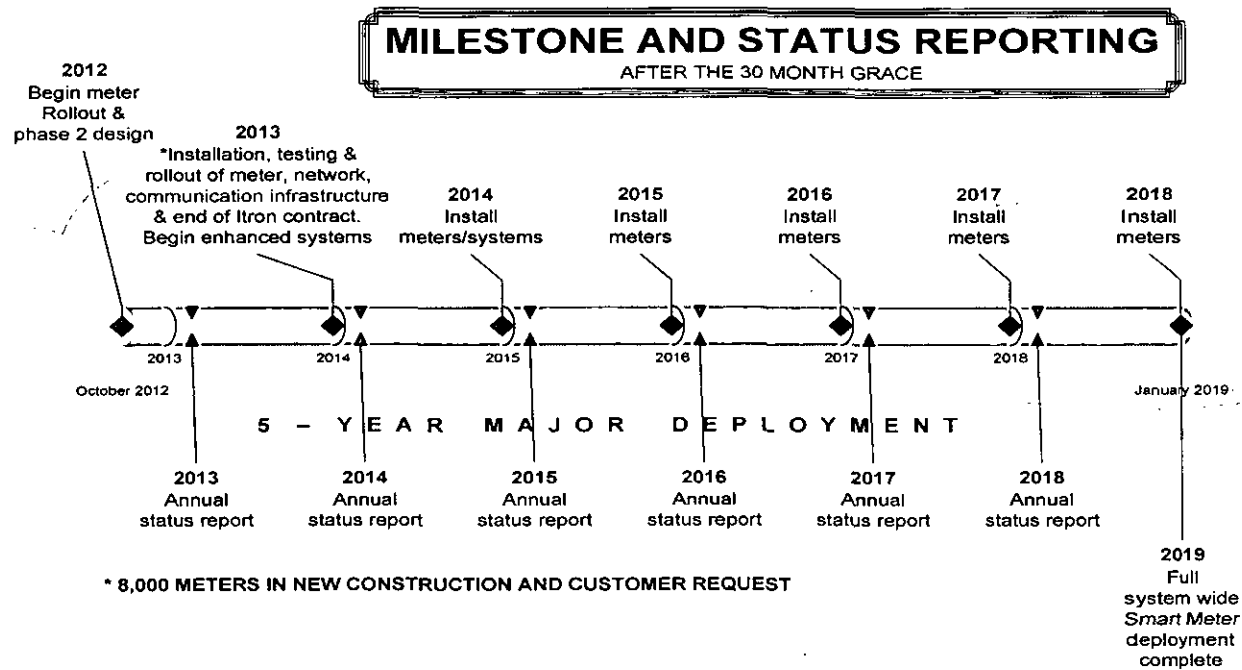 MILESTONE AND STATUS REPORTING
AFTER THE 30 MONTH GRACE
2012
Begin meter
Rollout &
phase 2 design
2013
*Installation, testing &
rollout of meter, network,
communication infrastructure
& end of Itron contract.
Begin enhanced systems
2014
Install
meters/systems
2015
Install
meters
2016
Install
meters
2017
Install
meters
2018
Install
meters
2013
2014
2015
2016
2017
2018
October 2012
January 2019
5 – YEAR MAJOR DEPLOYMENT
2013
Annual
status report
2014
Annual
status report
2015
Annual
status report
2016
Annual
status report
2017
Annual
status report
2018
Annual
status report
2019
Full
system wide
Smart Meter
deployment
complete
* 8,000 METERS IN NEW CONSTRUCTION AND CUSTOMER REQUEST